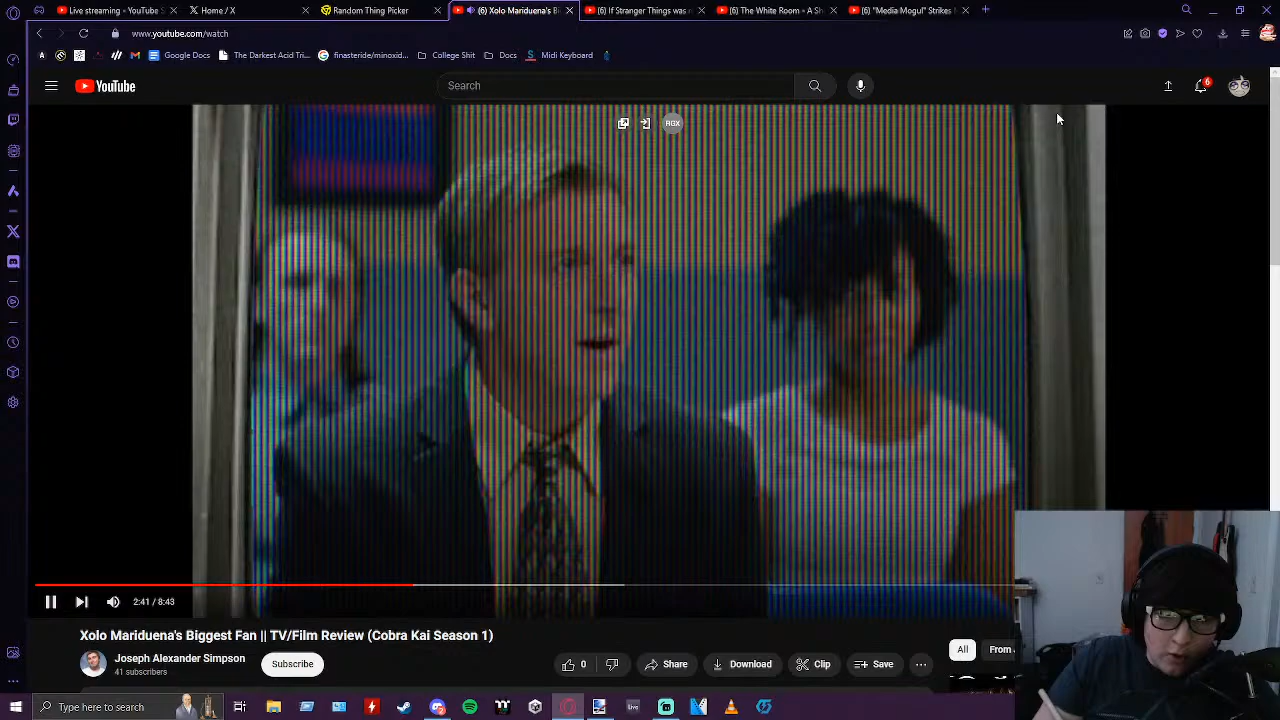 Live streaming - YouTube S
Home / X
Random Thing Picker
(6) Xolo Mariduena's B
(6) If Stranger Things was
(6) The White Room - A Sh
(6) "Media Mogul" Strikes
www.youtube.com/watch
Google Docs
The Darkest Acid Tri...
finasteride/minoxid...
College Shit
Docs
Midi Keyboard
YouTube
Search
6
RGX
2:41 / 8:43
Xolo Mariduena's Biggest Fan || TV/Film Review (Cobra Kai Season 1)
All
From
Joseph Alexander Simpson
41 subscribers
Subscribe
0
Share
Download
Clip
Save
Type here to search
live